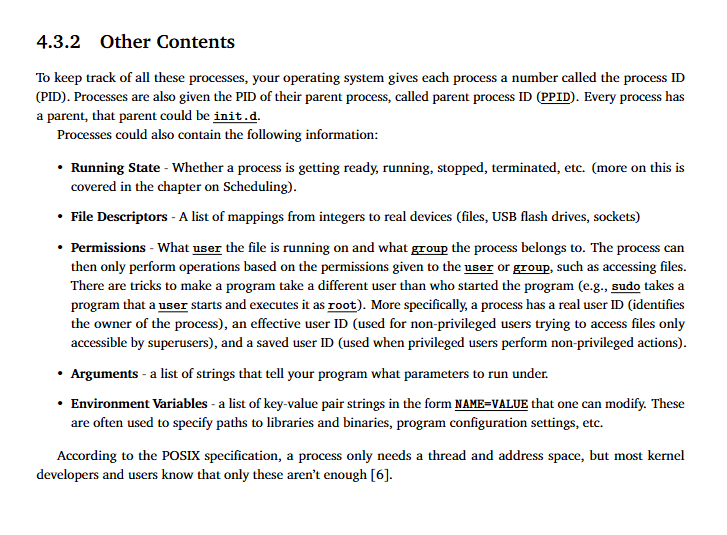 4.3.2 Other Contents
To keep track of all these processes, your operating system gives each process a number called the process ID
(PID). Processes are also given the PID of their parent process, called parent process ID (PPID). Every process has
a parent, that parent could be init.d.
Processes could also contain the following information:
• Running State - Whether a process is getting ready, running, stopped, terminated, etc. (more on this is
covered in the chapter on Scheduling).
• File Descriptors - A list of mappings from integers to real devices (files, USB flash drives, sockets)
• Permissions - What user the file is running on and what group the process belongs to. The process can
then only perform operations based on the permissions given to the user or group, such as accessing files.
There are tricks to make a program take a different user than who started the program (e.g., sudo takes a
program that a user starts and executes it as root). More specifically, a process has a real user ID (identifies
the owner of the process), an effective user ID (used for non-privileged users trying to access files only
accessible by superusers), and a saved user ID (used when privileged users perform non-privileged actions).
• Arguments - a list of strings that tell your program what parameters to run under.
• Environment Variables - a list of key-value pair strings in the form NAME=VALUE that one can modify. These
are often used to specify paths to libraries and binaries, program configuration settings, etc.
According to the POSIX specification, a process only needs a thread and address space, but most kernel
developers and users know that only these aren't enough [6].